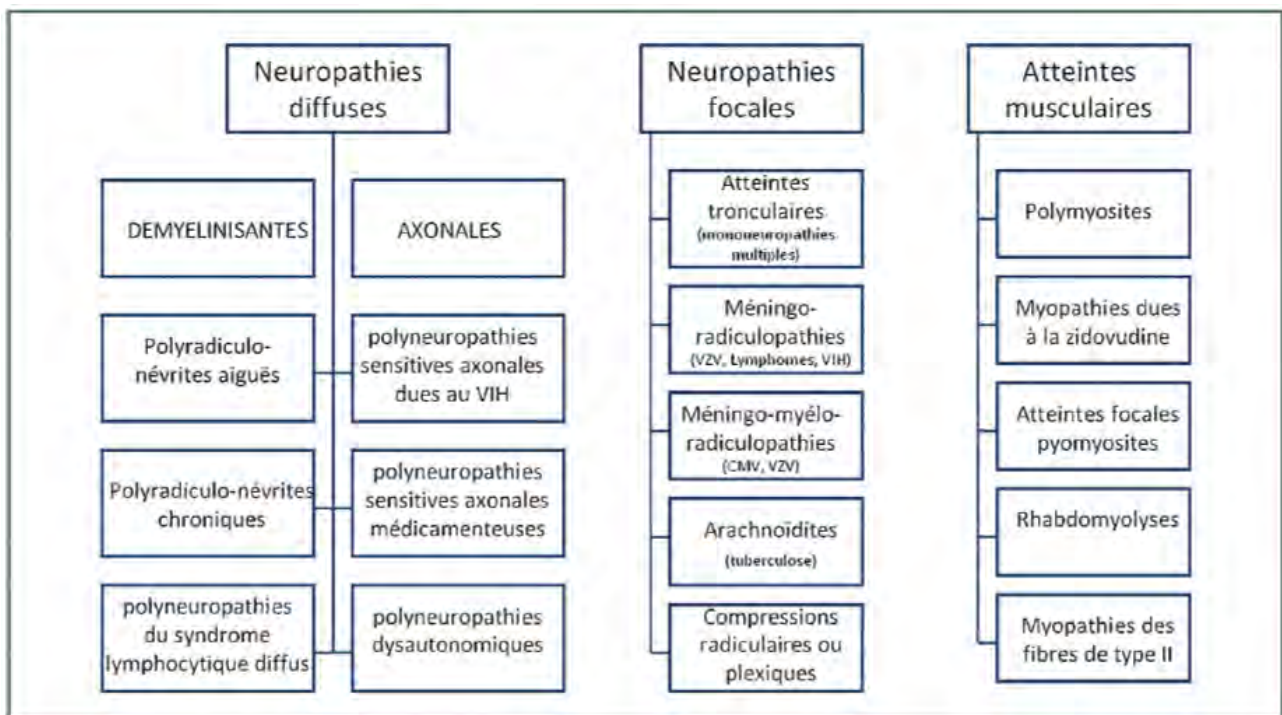 Neuropathies
diffuses
DEMYELINISANTES
AXONALES
Polyradiculo-
névrites aiguës
polyneuropathies
sensitives axonales
dues au VIH
Polyradiculo-névrites
chroniques
polyneuropathies
sensitives axonales
médicamenteuses
polyneuropathies
du syndrome
lymphocytique diffus
polyneuropathies
dysautonomiques
Neuropathies
focales
Atteintes
tronculaires
(mononeuropathies
multiples)
Méningo-
radiculopathies
(VZV, Lymphomes, VIH)
Méningo-myélo-
radiculopathies
(CMV, VZV)
Arachnoïdites
(tuberculose)
Compressions
radiculaires ou
plexiques
Atteintes
musculaires
Polymyosites
Myopathies dues
à la zidovudine
Atteintes focales
pyomyosites
Rhabdomyolyses
Myopathies des
fibres de type II